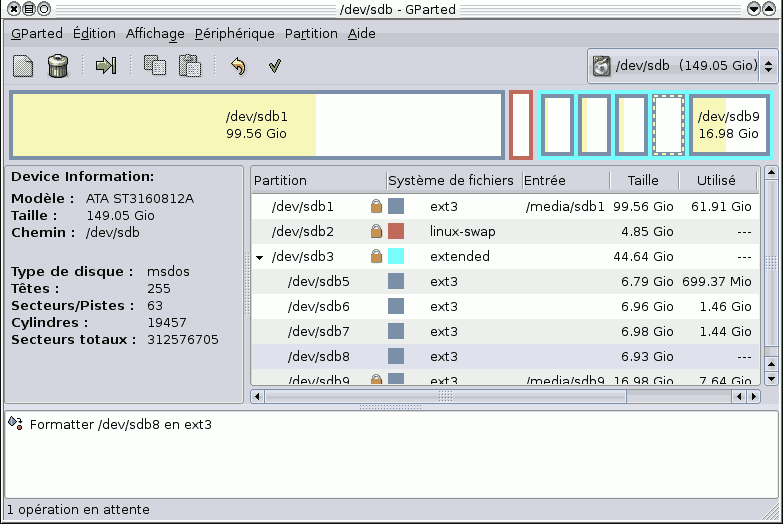 /dev/sdb - GParted
GParted Édition Affichage Périphérique Partition Aide
/dev/sdb (149.05 Gio)
/dev/sdb1
99.56 Gio
/dev/sdb9
16.98 Gio
Device Information:
Modèle : ATA ST3160812A
Taille : 149.05 Gio
Chemin : /dev/sdb
Type de disque : msdos
Têtes : 255
Secteurs/Pistes : 63
Cylindres : 19457
Secteurs totaux : 312576705
Partition Système de fichiers Entrée Taille Utilisé
/dev/sdb1 ext3 /media/sdb1 99.56 Gio 61.91 Gio
/dev/sdb2 linux-swap 4.85 Gio ---
/dev/sdb3 extended 44.64 Gio ---
/dev/sdb5 ext3 6.79 Gio 699.37 Mio
/dev/sdb6 ext3 6.96 Gio 1.46 Gio
/dev/sdb7 ext3 6.98 Gio 1.44 Gio
/dev/sdb8 ext3 6.93 Gio ---
/dev/sdb9 ext3 /media/sdb9 16.98 Gio 7.64 Gio
Formatter /dev/sdb8 en ext3
1 opération en attente